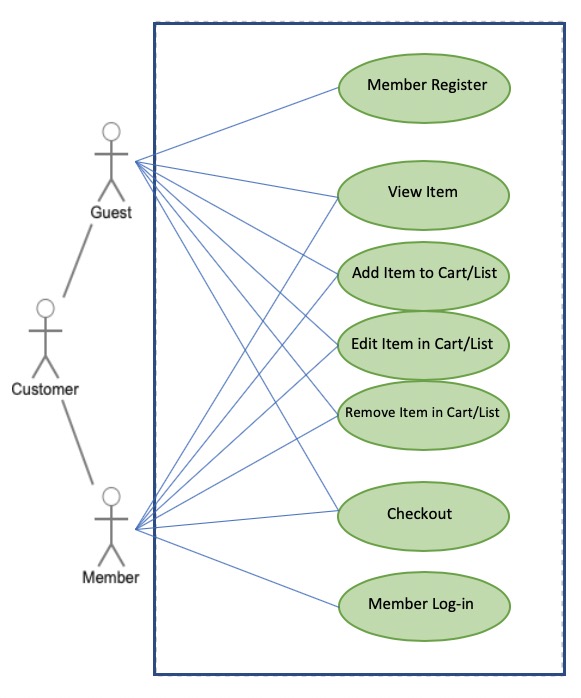 Member Register
Guest
View Item
Add Item to Cart/List
Edit Item in Cart/List
Customer
Remove Item in Cart/List
Checkout
Member
Member Log-in